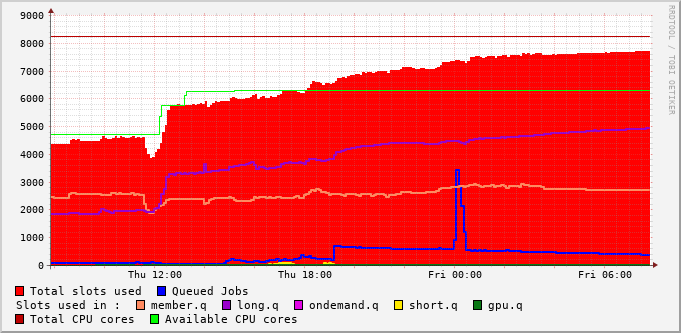 9000
8000
7000
6000
5000
4000
3000
2000
1000
0
Thu 12:00 Thu 18:00 Fri 00:00 Fri 06:00
Total slots used Queued Jobs
Slots used in : member.q long.q ondemand.q short.q gpu.q
Total CPU cores Available CPU cores
RRDTOOL / TOBI OETIKER